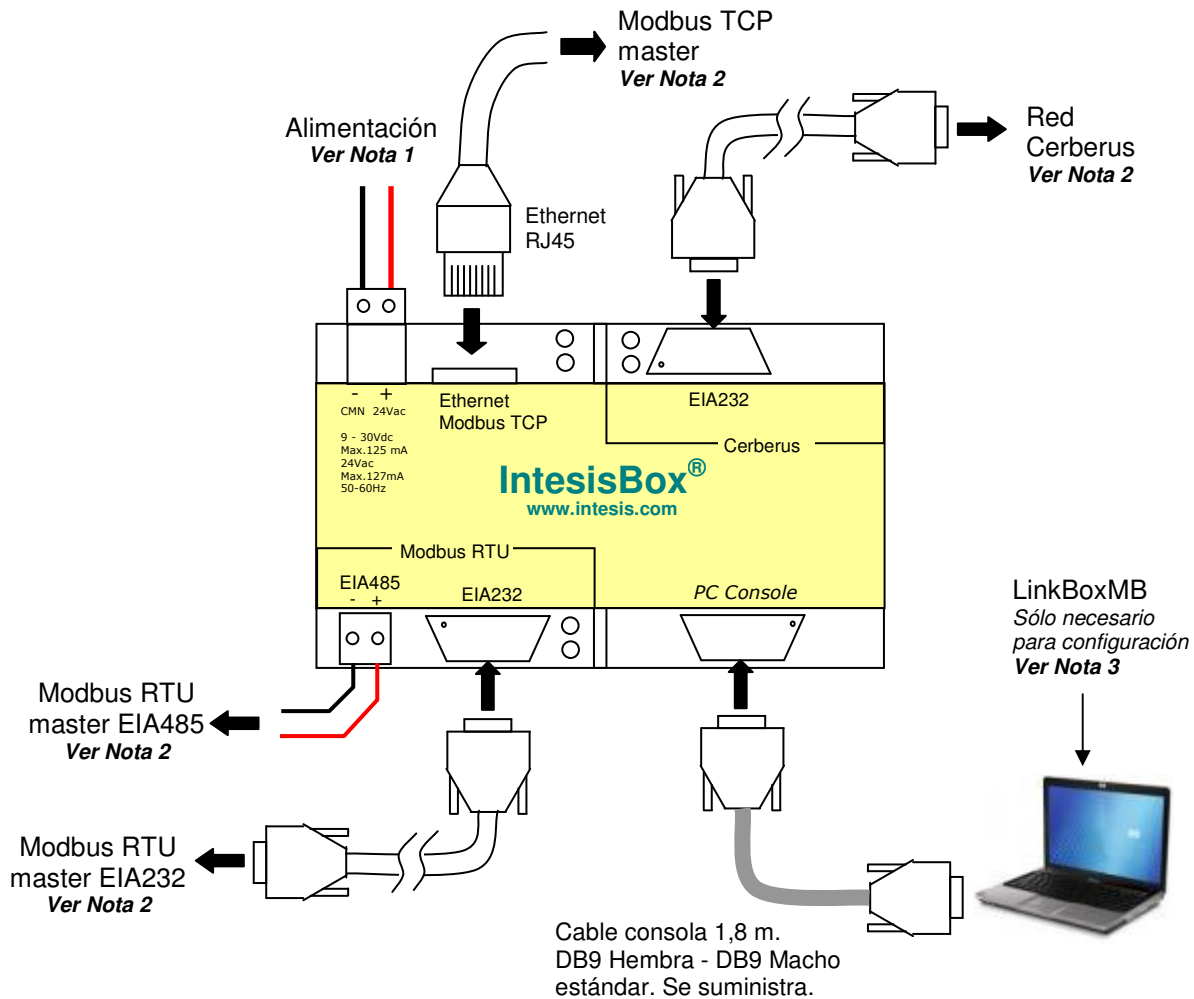 Modbus TCP
master
Ver Nota 2
Alimentación
Ver Nota 1
Red
Cerberus
Ver Nota 2
Ethernet
RJ45
- +
CMN 24Vac
9 - 30Vdc
Max.125 mA
24Vac
Max.127mA
50-60Hz
Ethernet
Modbus TCP
EIA232
Cerberus
IntesisBox®
www.intesis.com
Modbus RTU
EIA485
- +
EIA232
PC Console
LinkBoxMB
Sólo necesario
para configuración
Ver Nota 3
Modbus RTU
master EIA485
Ver Nota 2
Modbus RTU
master EIA232
Ver Nota 2
Cable consola 1,8 m.
DB9 Hembra - DB9 Macho
estándar. Se suministra.